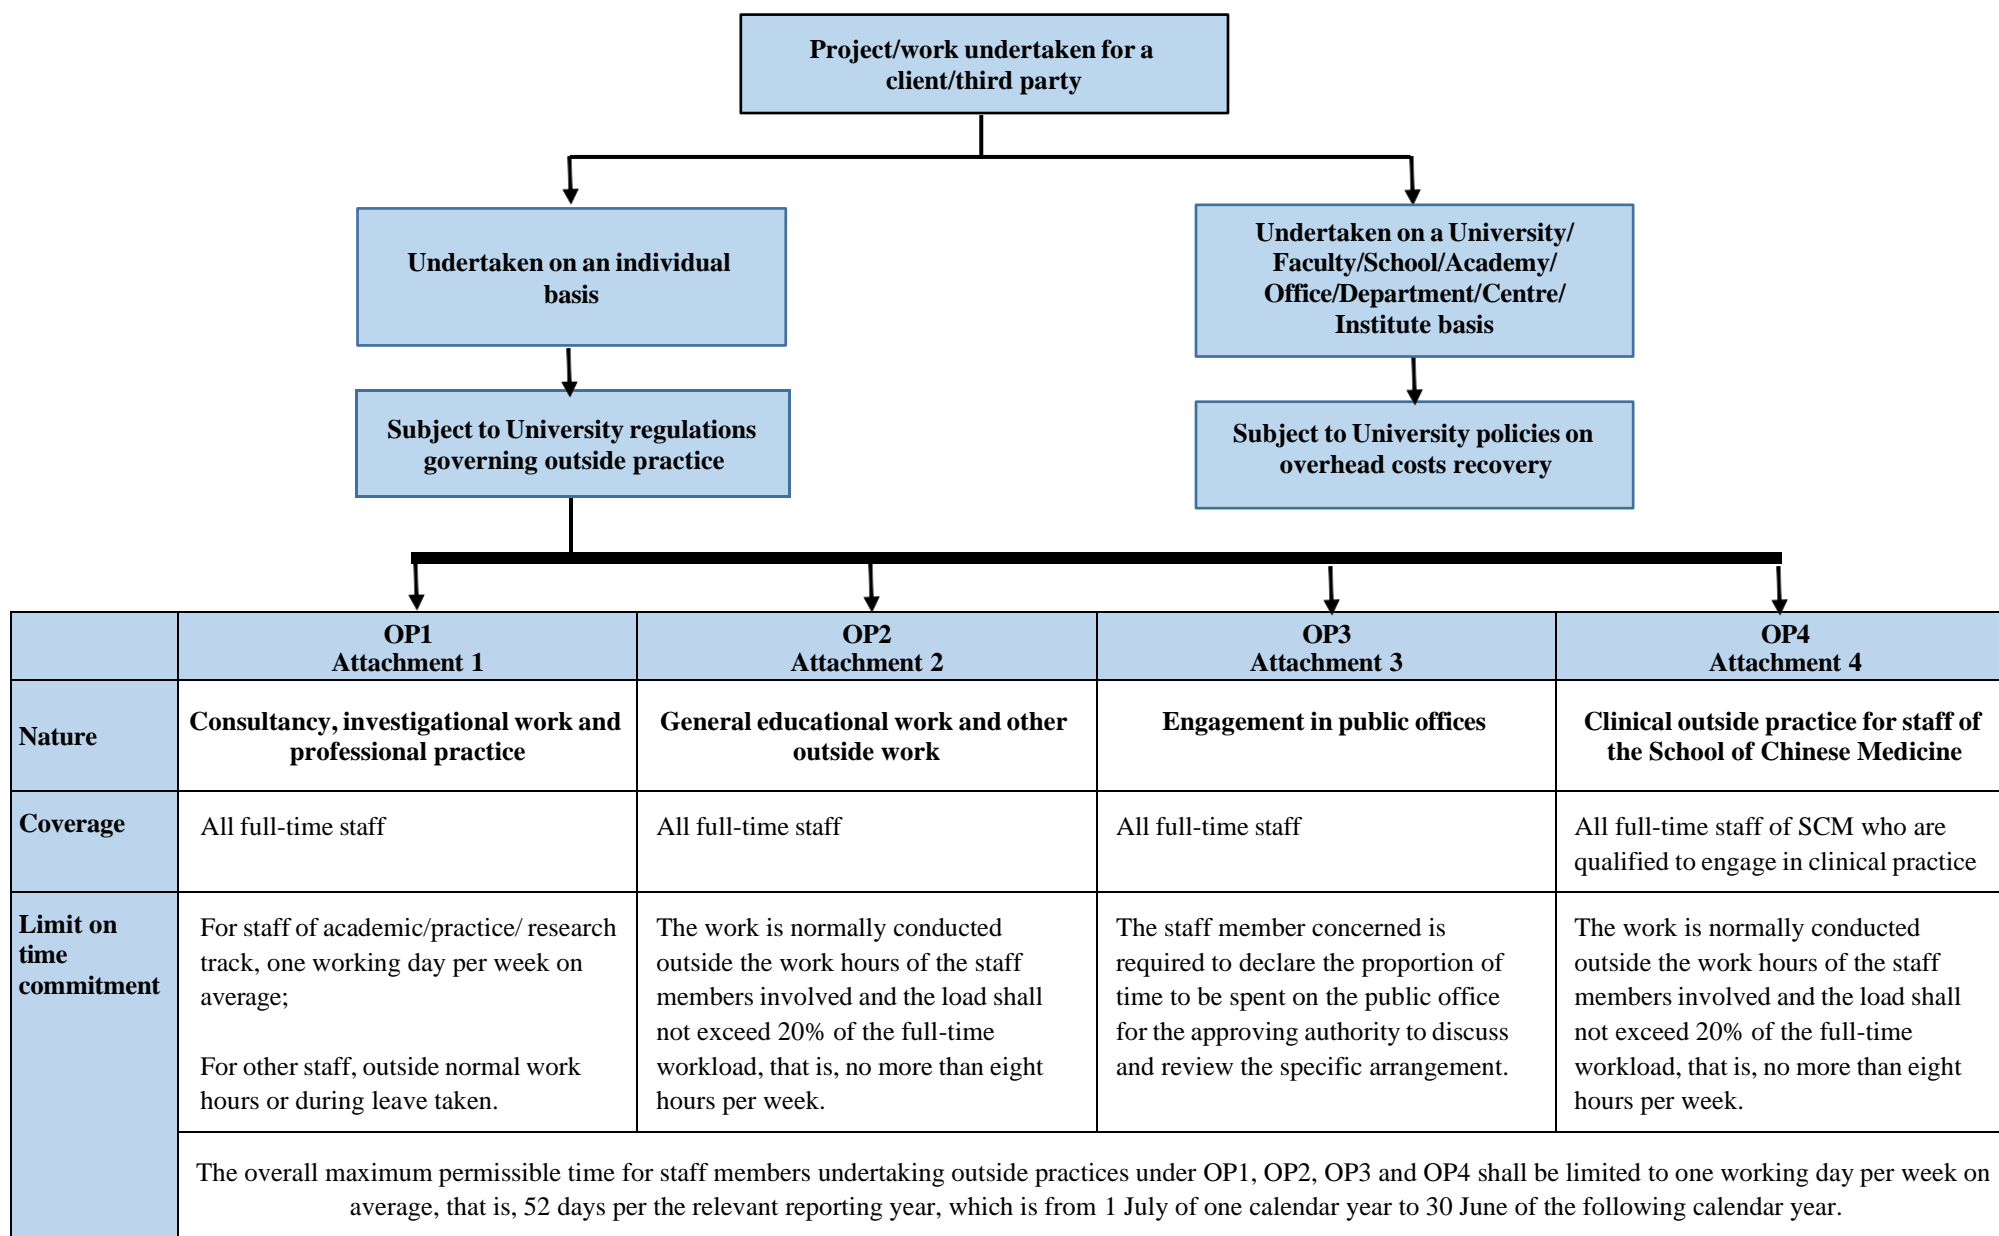 Project/work undertaken for a
client/third party
Undertaken on an individual
basis
Undertaken on a University/
Faculty/School/Academy/
Office/Department/Centre/
Institute basis
Subject to University regulations
governing outside practice
Subject to University policies on
overhead costs recovery
OP1
Attachment 1
OP2
Attachment 2
OP3
Attachment 3
OP4
Attachment 4
Nature
Consultancy, investigational work and
professional practice
General educational work and other
outside work
Engagement in public offices
Clinical outside practice for staff of
the School of Chinese Medicine
Coverage
All full-time staff
All full-time staff
All full-time staff
All full-time staff of SCM who are
qualified to engage in clinical practice
Limit on
time
commitment
For staff of academic/practice/ research
track, one working day per week on
average;
For other staff, outside normal work
hours or during leave taken.
The work is normally conducted
outside the work hours of the staff
members involved and the load shall
not exceed 20% of the full-time
workload, that is, no more than eight
hours per week.
The staff member concerned is
required to declare the proportion of
time to be spent on the public office
for the approving authority to discuss
and review the specific arrangement.
The work is normally conducted
outside the work hours of the staff
members involved and the load shall
not exceed 20% of the full-time
workload, that is, no more than eight
hours per week.
The overall maximum permissible time for staff members undertaking outside practices under OP1, OP2, OP3 and OP4 shall be limited to one working day per week on
average, that is, 52 days per the relevant reporting year, which is from 1 July of one calendar year to 30 June of the following calendar year.